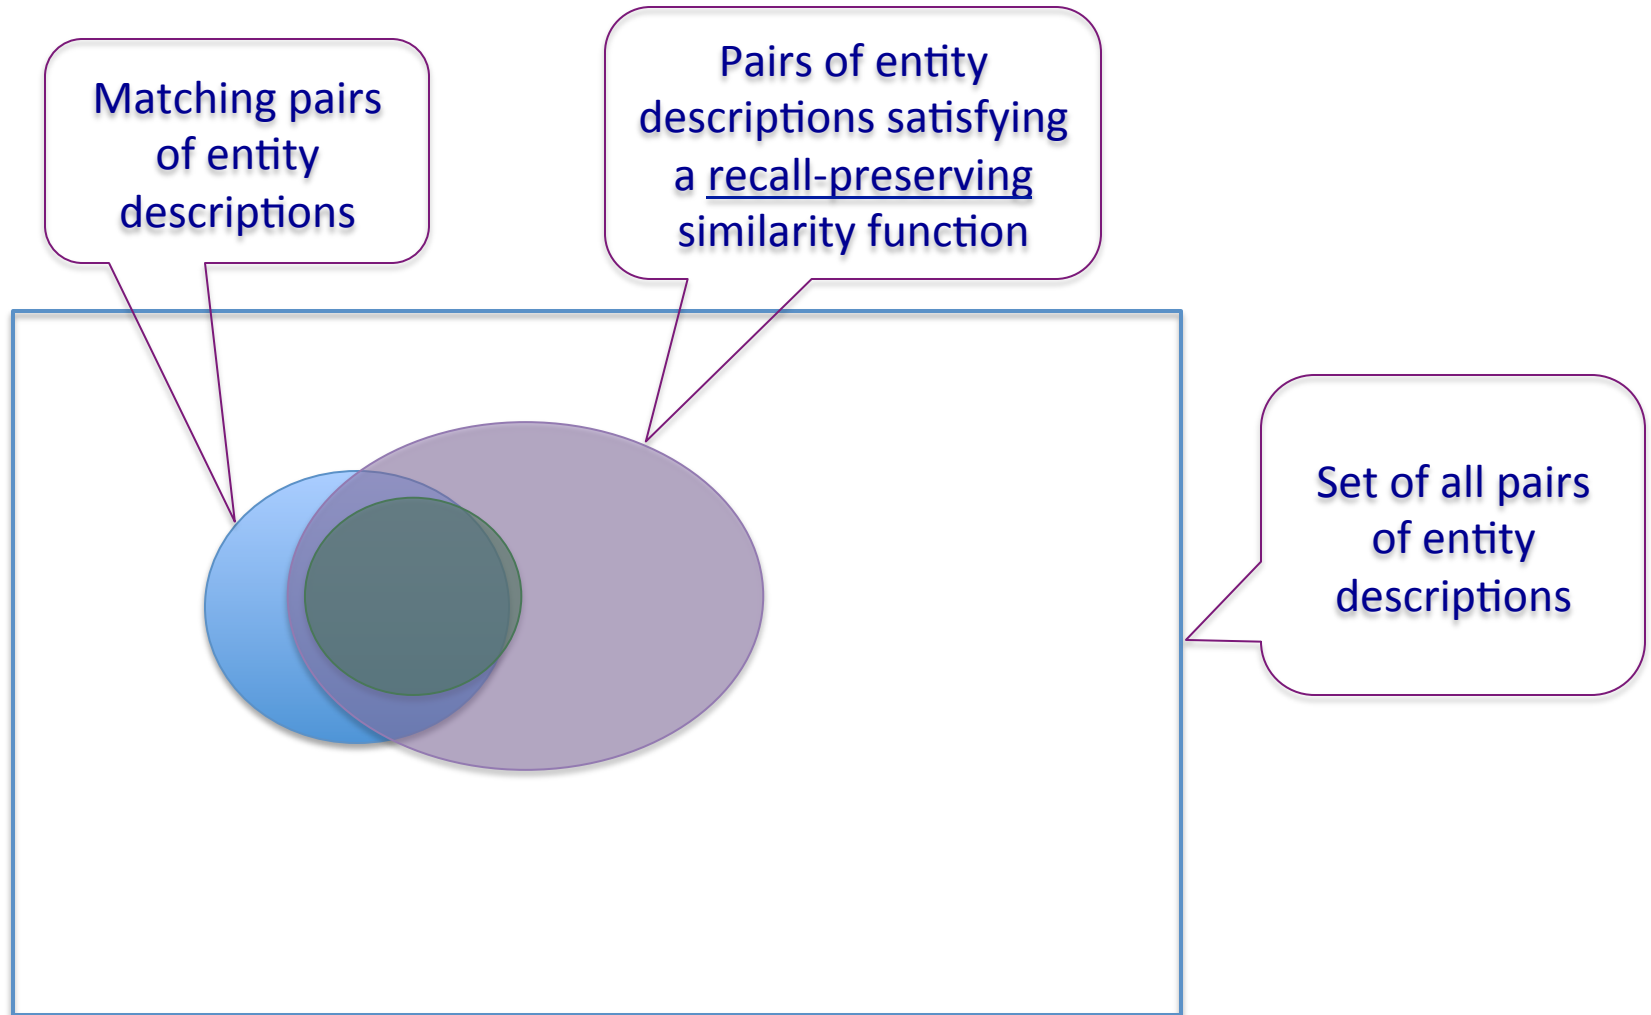 Matching pairs
of entity
descriptions
Pairs of entity
descriptions satisfying
a recall-preserving
similarity function
Set of all pairs
of entity
descriptions